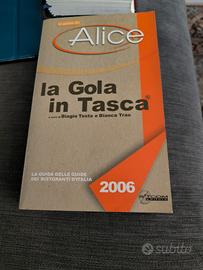 Alice
la Gola
in Tasca
a cura di Biagio Testa e Bianca Trao
LA GUIDA DELLE GUIDE
DEI RISTORANTI D'ITALIA
2006
subito